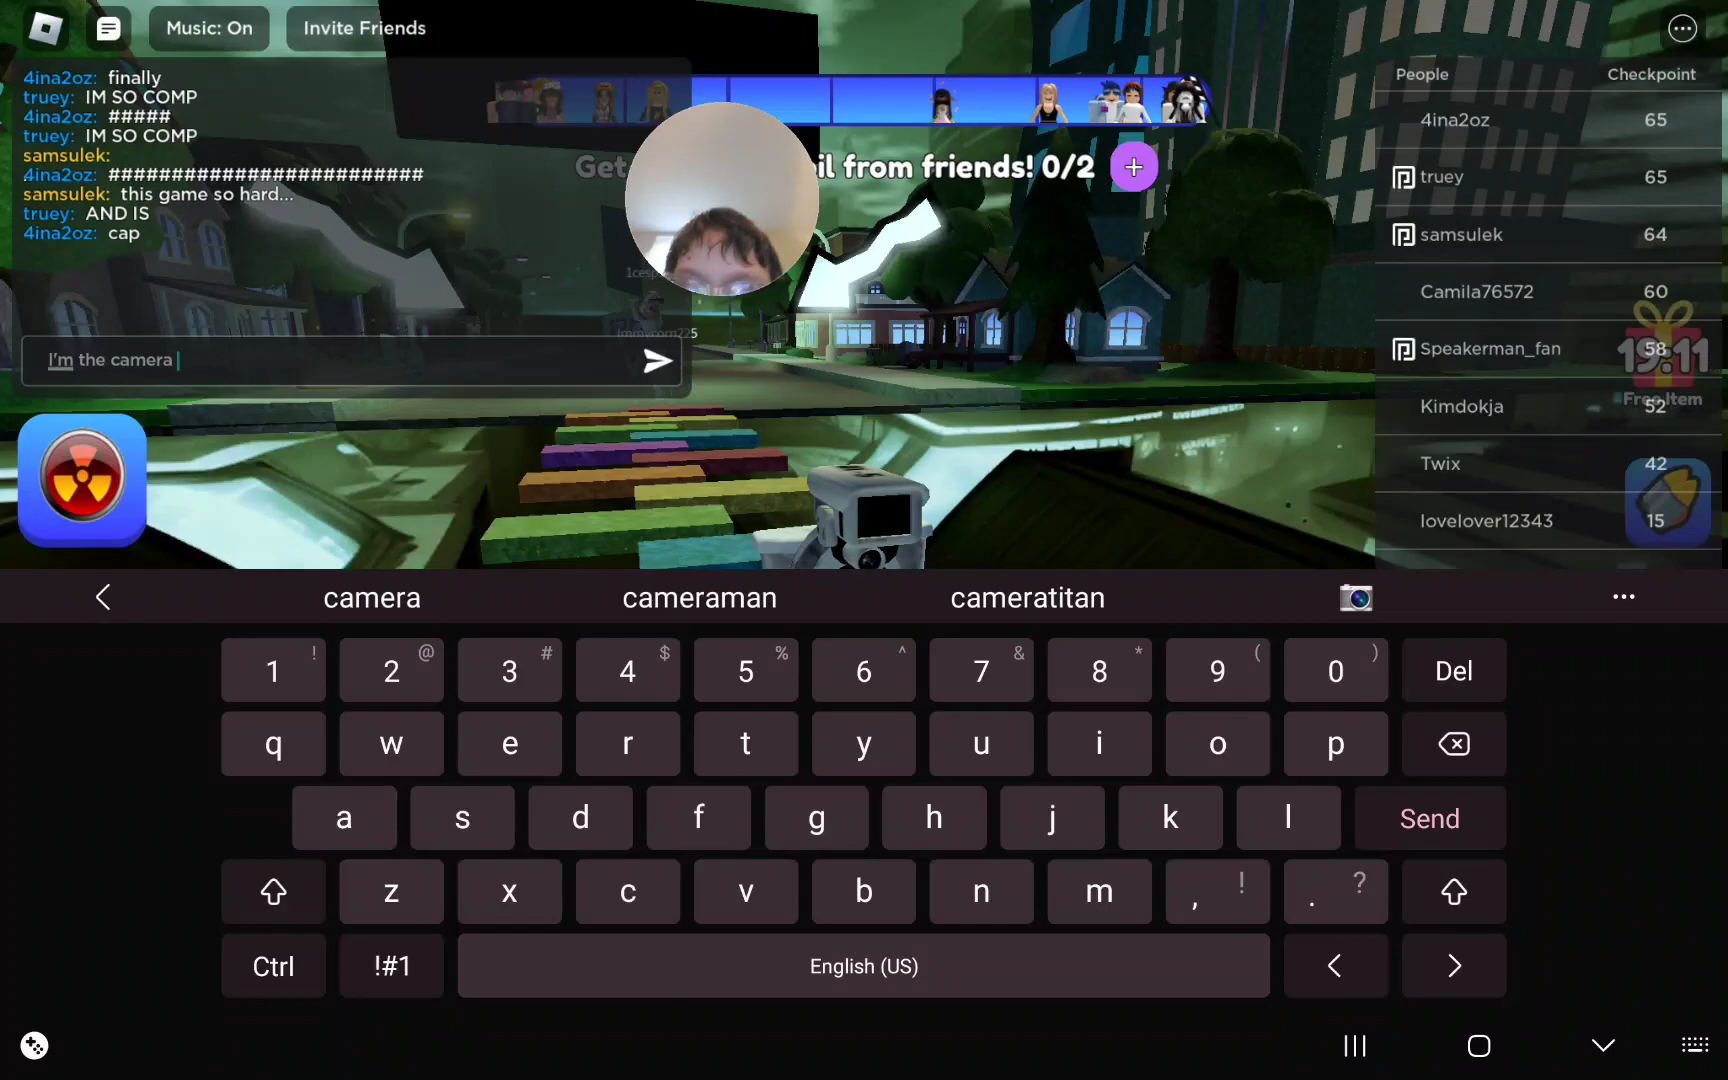 Music: On
Invite Friends
4ina2oz: finally
truey: IM SO COMP
4ina2oz: #####
truey: IM SO COMP
samsulek:
4ina2oz: #########################
samsulek: this game so hard...
truey: AND IS
4ina2oz: cap
I'm the camera
Get
il from friends! 0/2
+
People Checkpoint
4ina2oz 65
truey 65
samsulek 64
Camila76572 60
Speakerman_fan 58
Kimdokja 52
Twix 42
lovelover12343 15
19:11
Free Item
camera cameraman cameratitan
1 ! 2 @ 3 # 4 $ 5 % 6 ^ 7 & 8 * 9 ( 0 ) Del
q w e r t y u i o p
a s d f g h j k l Send
z x c v b n m , ! . ?
Ctrl !#1 English (US) < >